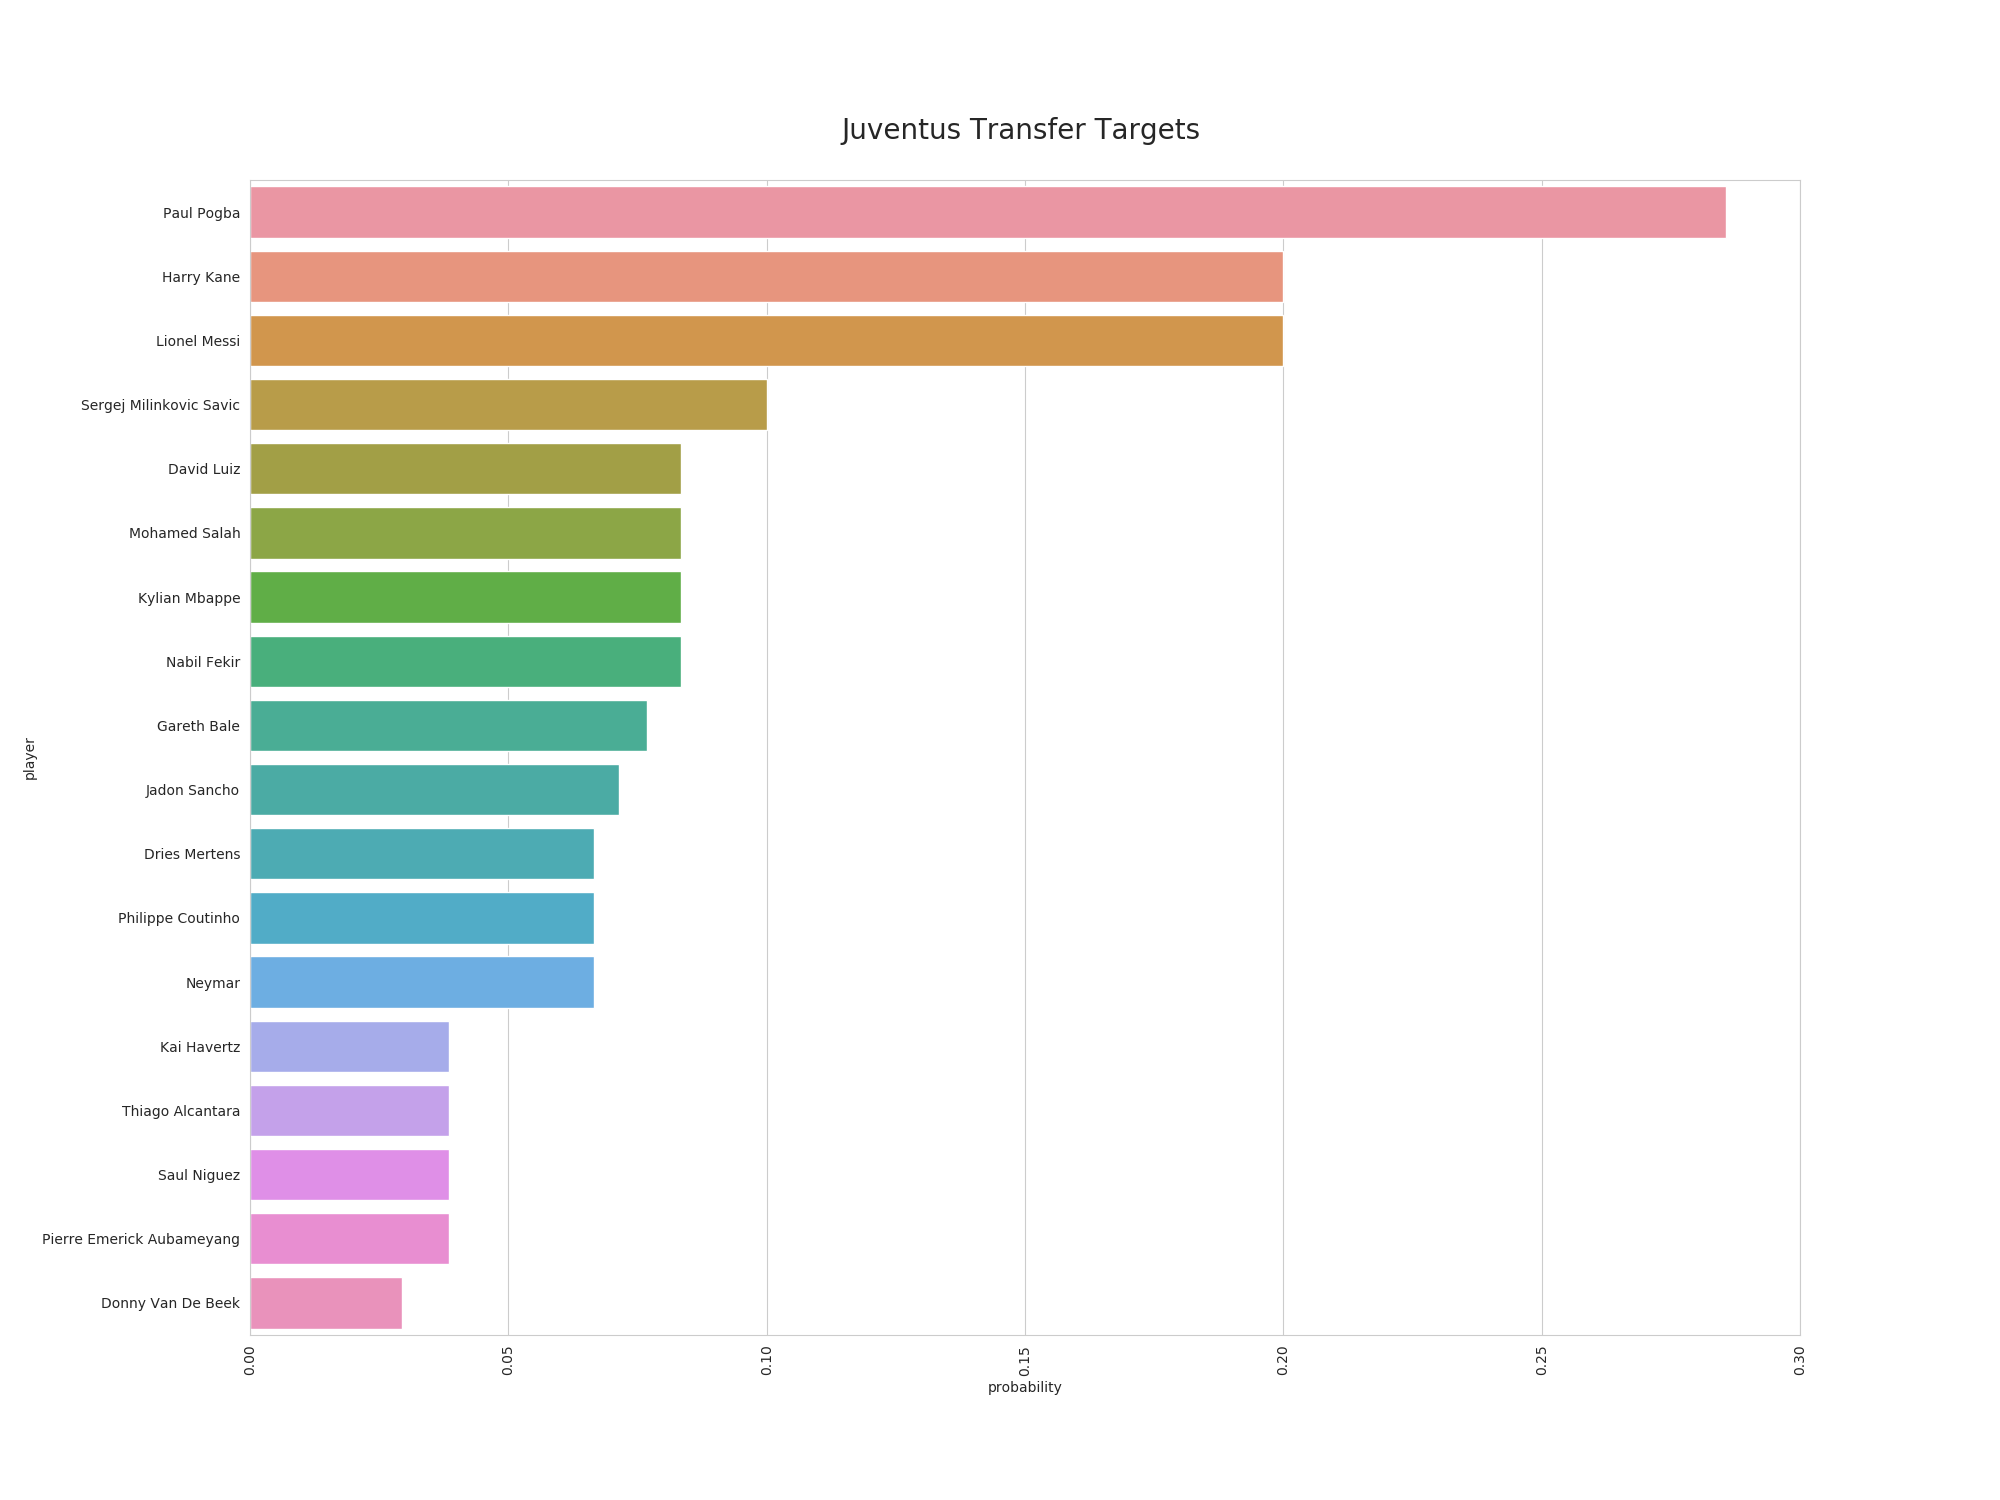 Juventus Transfer Targets
Paul Pogba
Harry Kane
Lionel Messi
Sergej Milinkovic Savic
David Luiz
Mohamed Salah
Kylian Mbappe
Nabil Fekir
Gareth Bale
Jadon Sancho
Dries Mertens
Philippe Coutinho
Neymar
Kai Havertz
Thiago Alcantara
Saul Niguez
Pierre Emerick Aubameyang
Donny Van De Beek
player
0.00 0.05 0.10 0.15 0.20 0.25 0.30
probability